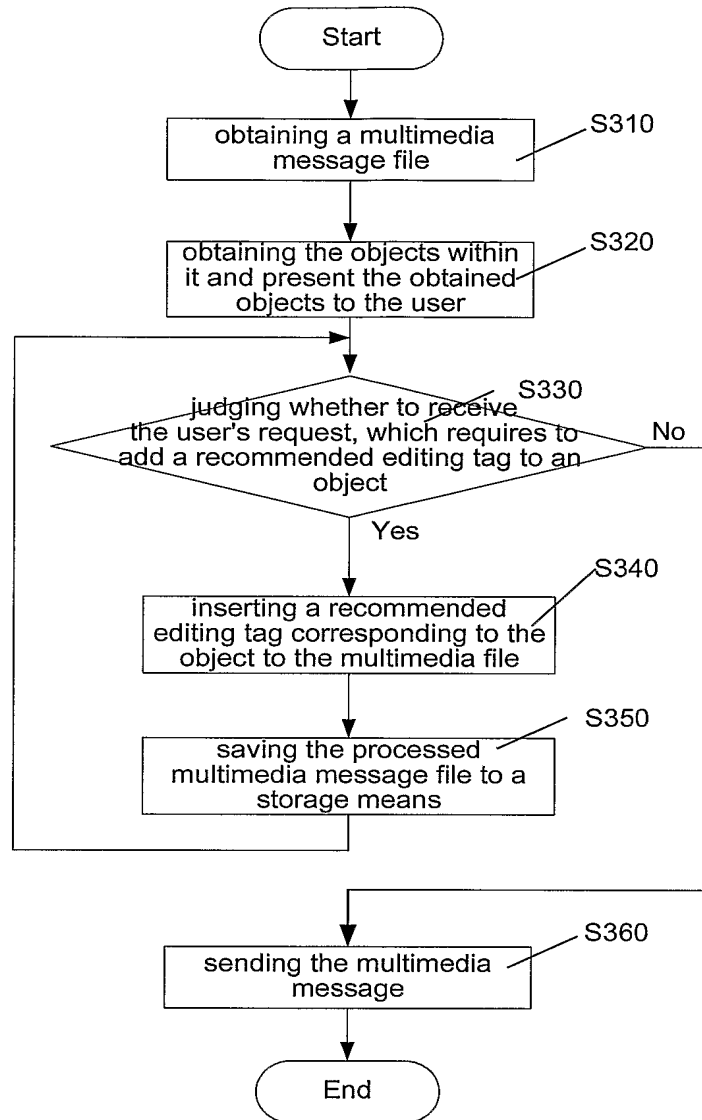 Start
obtaining a multimedia
message file
S310
obtaining the objects within
it and present the obtained
objects to the user
S320
judging whether to receive
the user's request, which requires to
add a recommended editing tag to an
object
S330
No
Yes
inserting a recommended
editing tag corresponding to the
object to the multimedia file
S340
saving the processed
multimedia message file to a
storage means
S350
sending the multimedia
message
S360
End